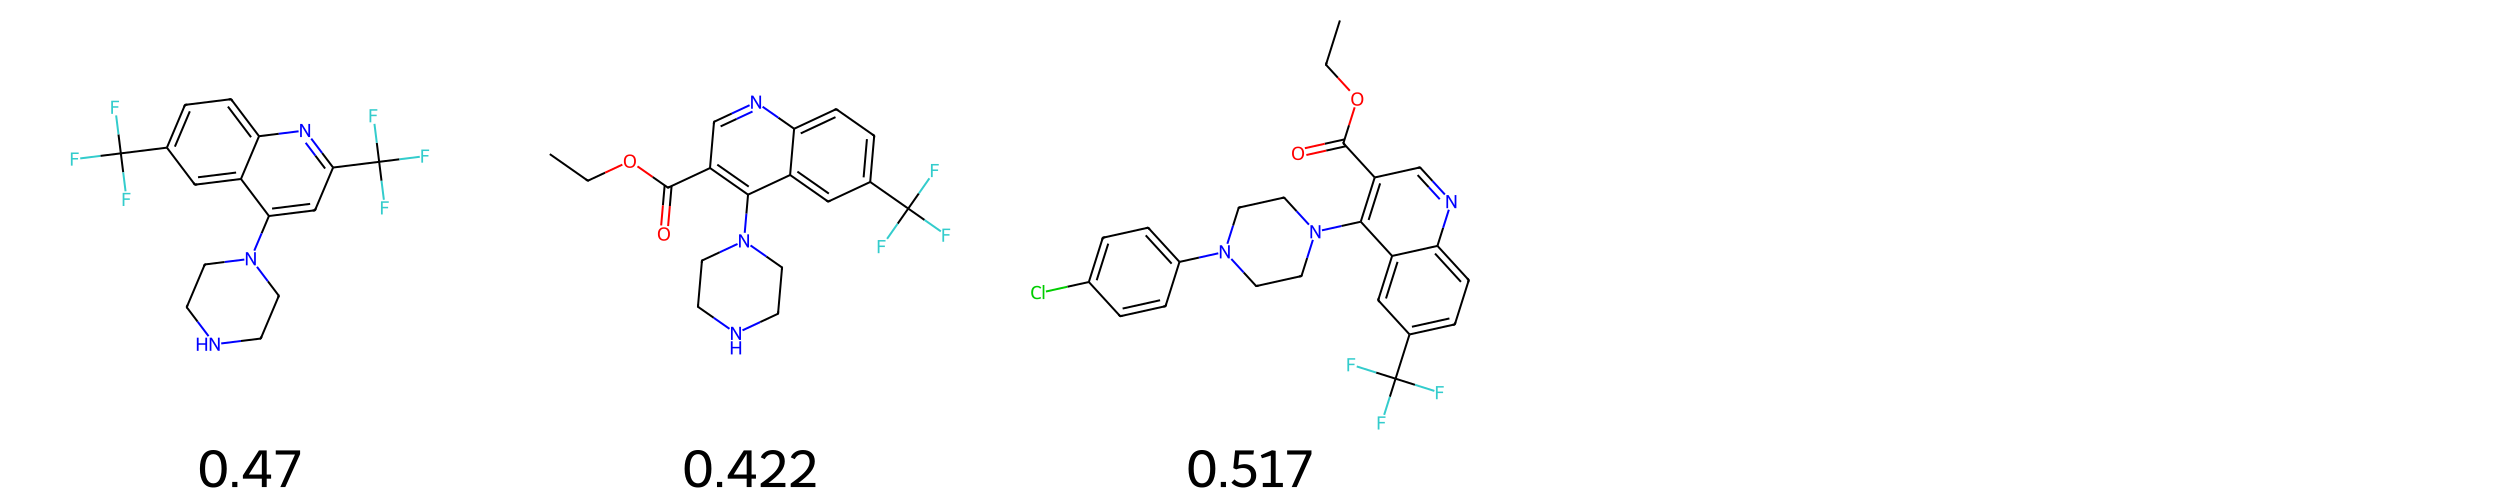 F F F N F F F N HN
N O O F F F N N H
O O N N N Cl F F F
0.47 0.422 0.517